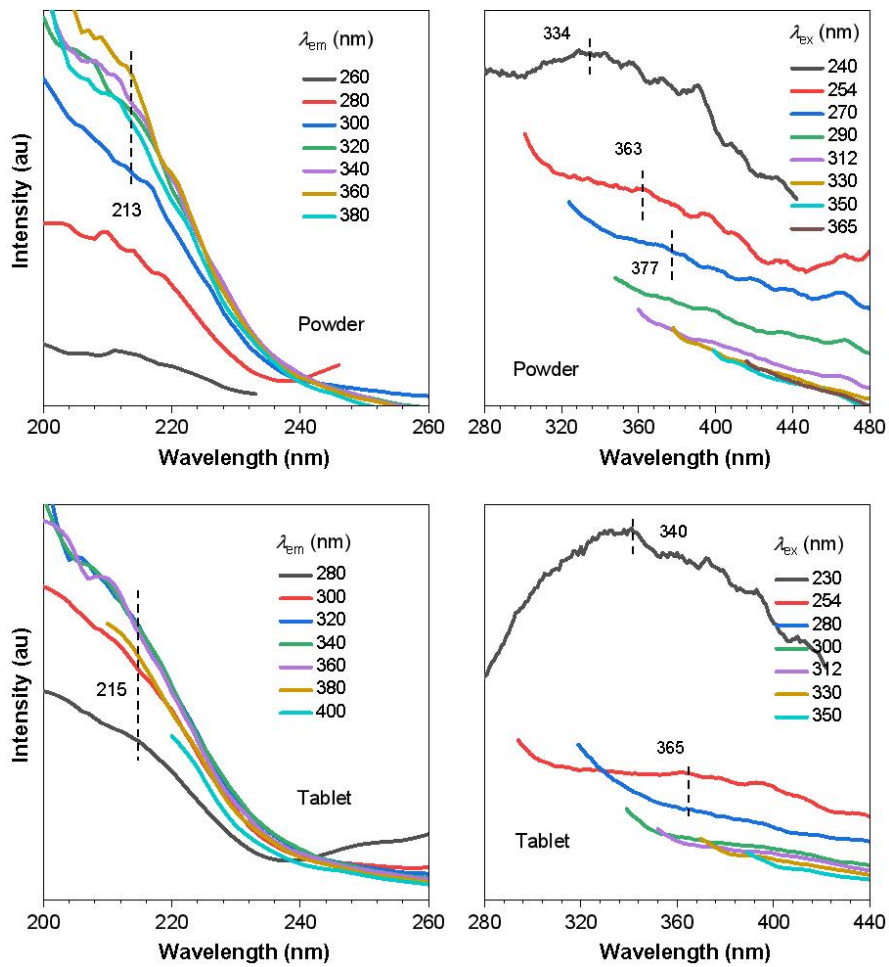 λem (nm)
260
280
300
320
340
360
380
213
Powder
Intensity (au)
200 220 240 260
Wavelength (nm)
334
λex (nm)
240
254
270
290
312
330
350
365
363
377
Powder
280 320 360 400 440 480
Wavelength (nm)
λem (nm)
280
300
320
340
360
380
400
215
Tablet
Intensity (au)
200 220 240 260
Wavelength (nm)
340
λex (nm)
230
254
280
300
312
330
350
365
Tablet
280 320 360 400 440
Wavelength (nm)